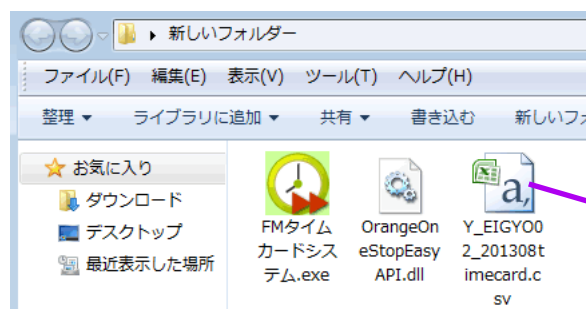 新しいフォルダー
ファイル(F) 編集(E) 表示(V) ツール(T) ヘルプ(H)
整理 ライブラリに追加 共有 書き込む 新しいフォ
お気に入り
ダウンロード
デスクトップ
最近表示した場所
FMタイム
カードシス
テム.exe
OrangeOn
eStopEasy
API.dll
a,
Y_EIGYO0
2_201308t
imecard.c
sv